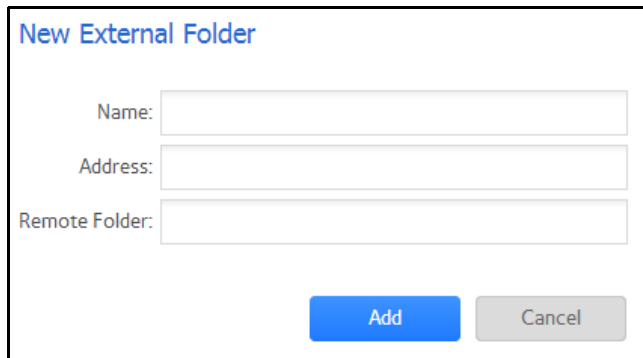 New External Folder
Name:
Address:
Remote Folder:
Add Cancel